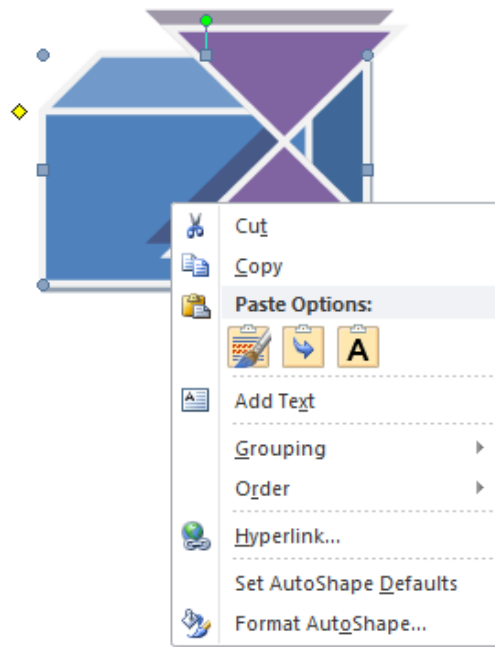 Cut
Copy
Paste Options:
A
Add Text
Grouping
Order
Hyperlink...
Set AutoShape Defaults
Format AutoShape...